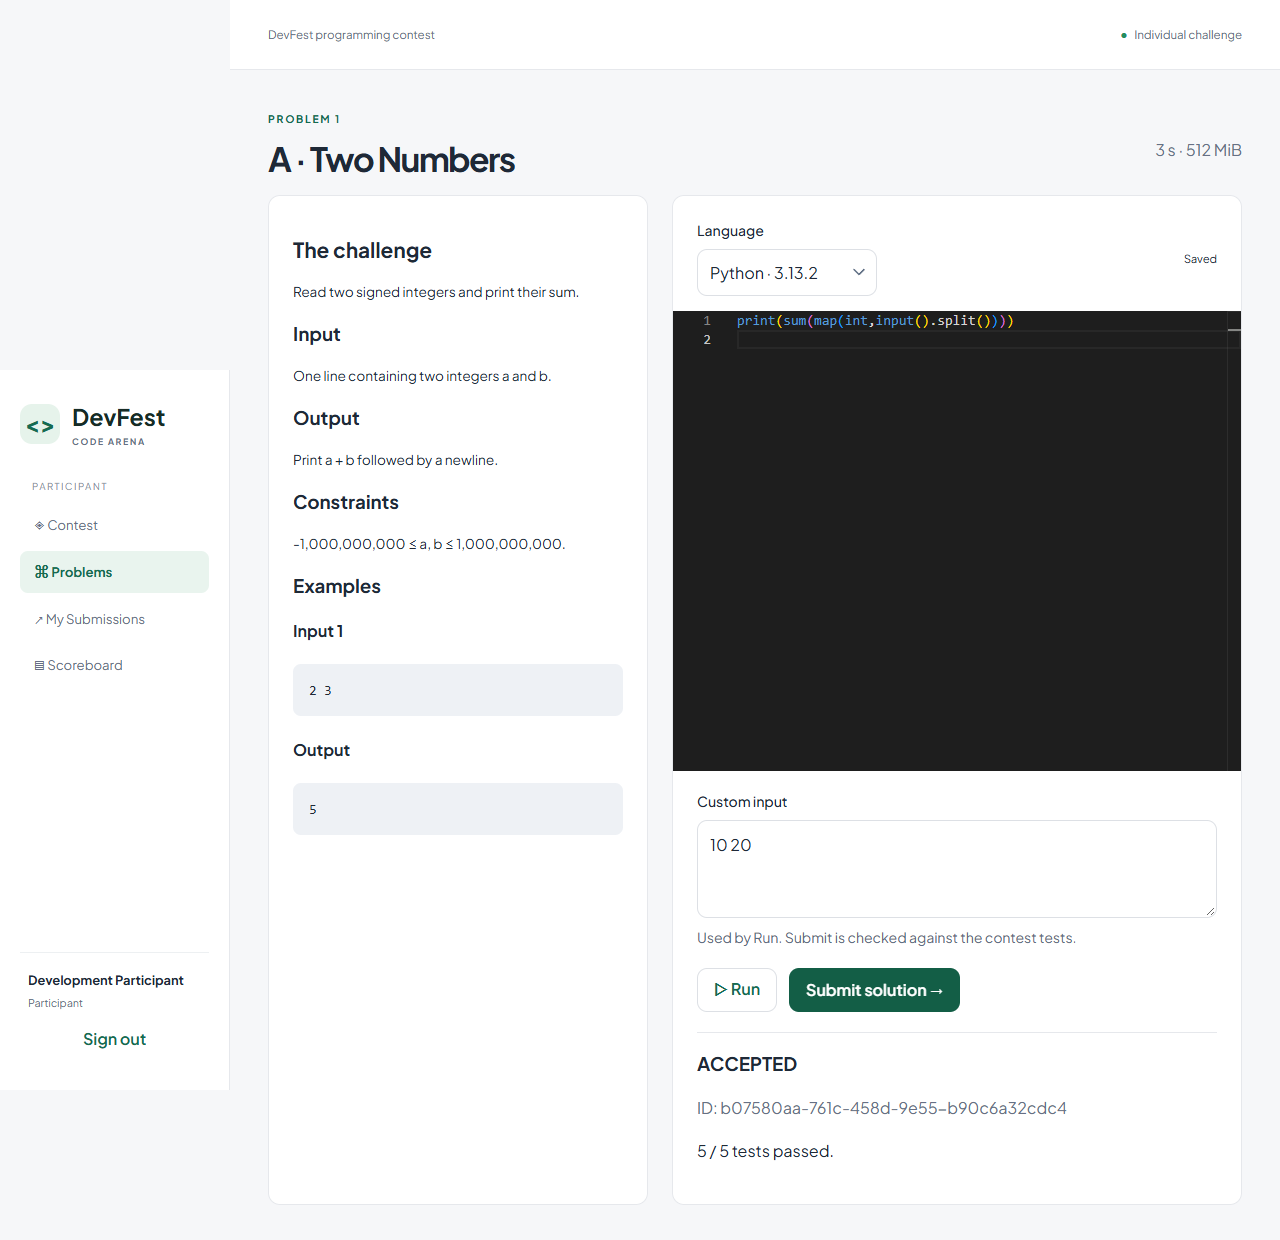 DevFest programming contest
● Individual challenge
PROBLEM 1
A · Two Numbers
3 s · 512 MiB
<> DevFest
CODE ARENA
PARTICIPANT
◈ Contest
⌘ Problems
↗ My Submissions
▤ Scoreboard
Development Participant
Participant
Sign out
The challenge
Read two signed integers and print their sum.
Input
One line containing two integers a and b.
Output
Print a + b followed by a newline.
Constraints
-1,000,000,000 ≤ a, b ≤ 1,000,000,000.
Examples
Input 1
2 3
Output
5
Language
Python · 3.13.2
Saved
1 print(sum(map(int,input().split())))
2
Custom input
10 20
Used by Run. Submit is checked against the contest tests.
▷ Run
Submit solution →
ACCEPTED
ID: b07580aa-761c-458d-9e55-b90c6a32cdc4
5 / 5 tests passed.